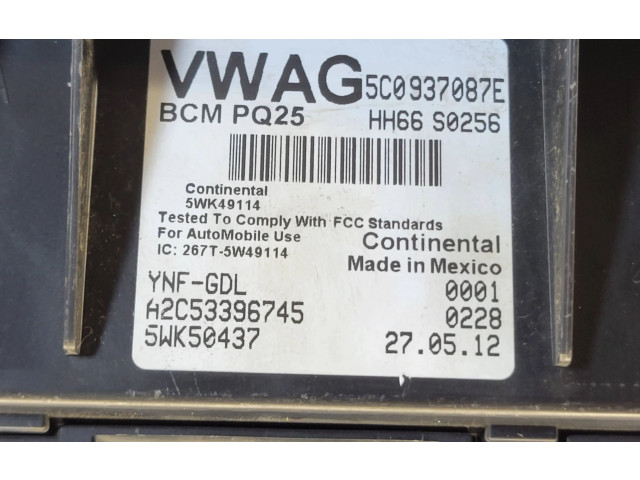 VWAG 5C0937087E
BCM PQ25 HH66 S0256
Continental
5WK49114
Tested To Comply With FCC Standards
For AutoMobile Use
IC: 267T-5W49114
Continental
Made in Mexico
YNF-GDL 0001
A2C53396745 0228
5WK50437 27.05.12